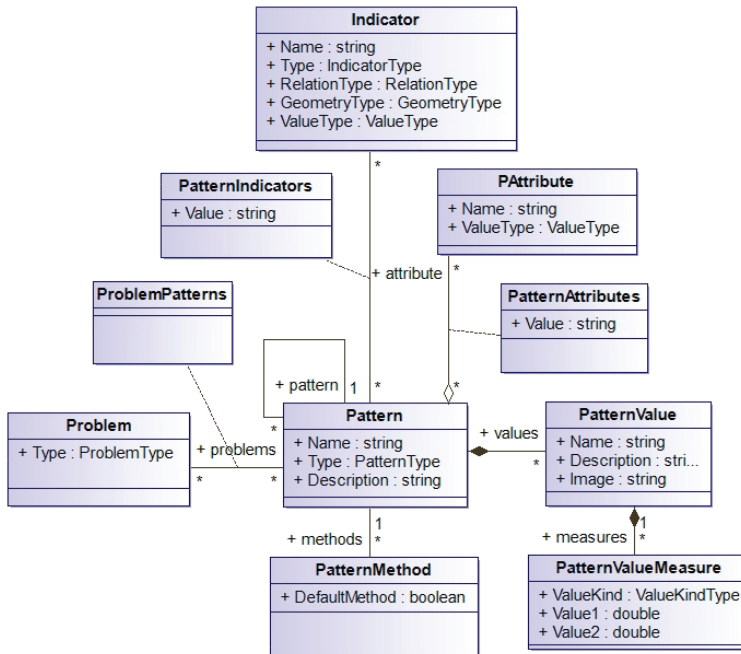 Indicator
+ Name : string
+ Type : IndicatorType
+ RelationType : RelationType
+ GeometryType : GeometryType
+ ValueType : ValueType
*
PatternIndicators
+ Value : string
PAttribute
+ Name : string
+ ValueType : ValueType
*
+ attribute
ProblemPatterns
PatternAttributes
+ Value : string
+ pattern
1
*
*
*
Problem
+ Type : ProblemType
+ problems
*
*
Pattern
+ Name : string
+ Type : PatternType
+ Description : string
+ values
*
PatternValue
+ Name : string
+ Description : stri...
+ Image : string
1
+ methods
*
1
+ measures
*
PatternMethod
+ DefaultMethod : boolean
PatternValueMeasure
+ ValueKind : ValueKindType
+ Value1 : double
+ Value2 : double